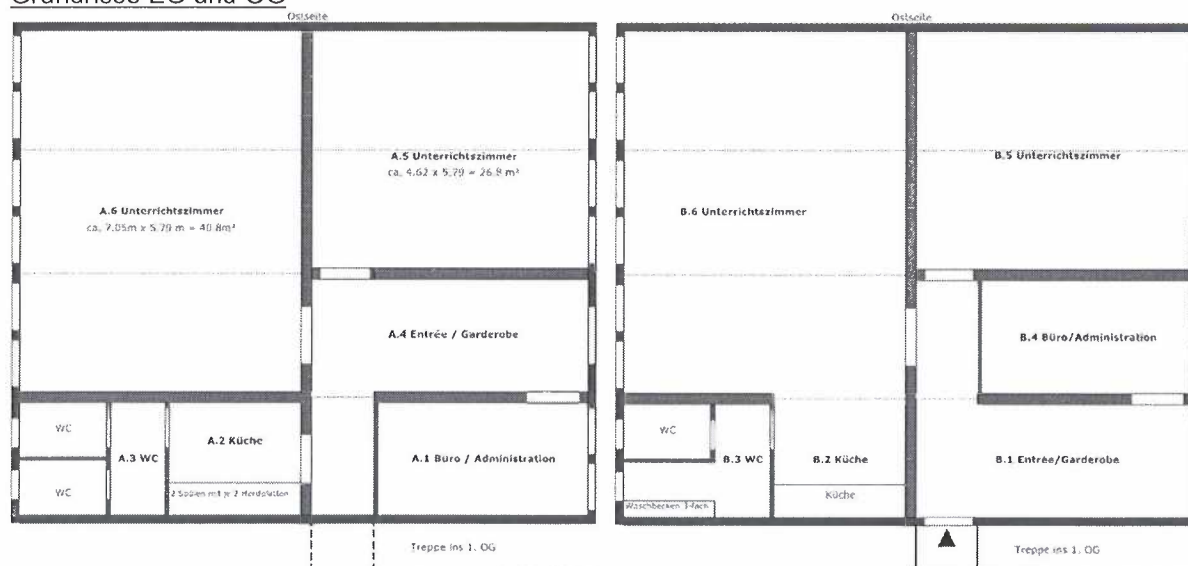 Grundrisse EG und OG
Ostseite
A.5 Unterrichtszimmer
ca. 4.62 x 5.79 = 26.8 m²
A.6 Unterrichtszimmer
ca. 7.05m x 5.79 m = 40.8m²
A.4 Entrée / Garderobe
WC
A.3 WC
A.2 Küche
A.1 Büro / Administration
WC
2 Spülen mit je 2 Herdplatten
Treppe ins 1. OG
Ostseite
B.5 Unterrichtszimmer
B.6 Unterrichtszimmer
B.4 Büro/Administration
WC
B.3 WC
B.2 Küche
B.1 Entrée/Garderobe
Küche
Waschbecken 3-fach
Treppe ins 1. OG